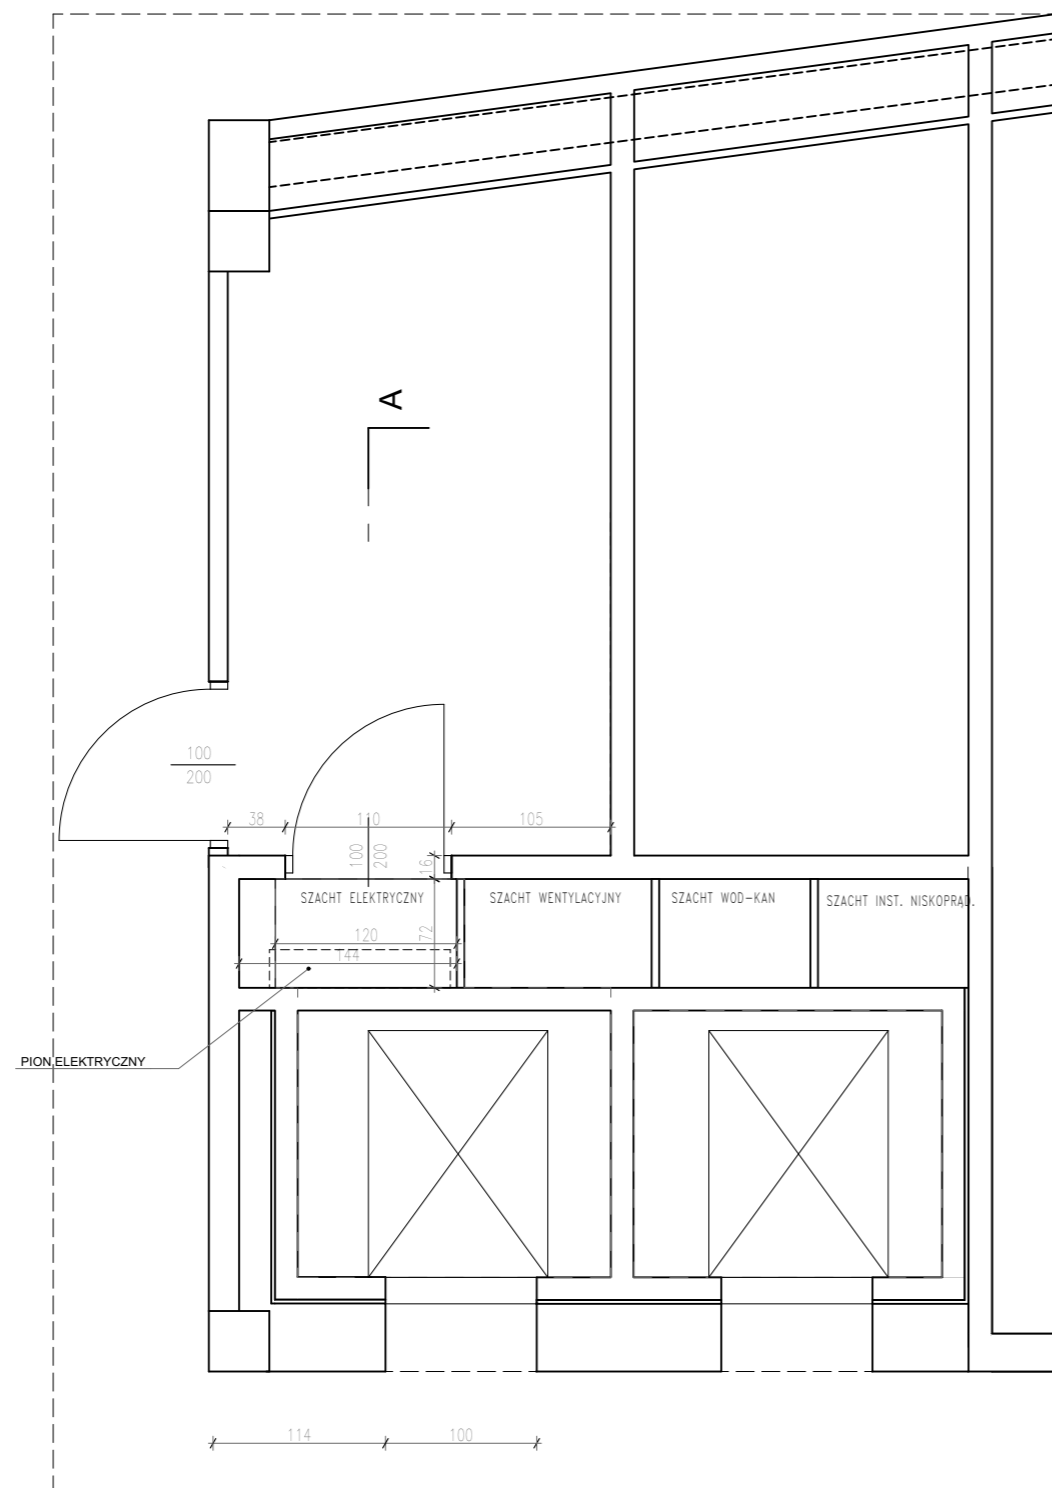 A
100
200
38 110 105
100
200
16
SZACHT ELEKTRYCZNY
SZACHT WENTYLACYJNY
SZACHT WOD-KAN
SZACHT INST. NISKOPRĄD.
72
120
144
PION ELEKTRYCZNY
114 100